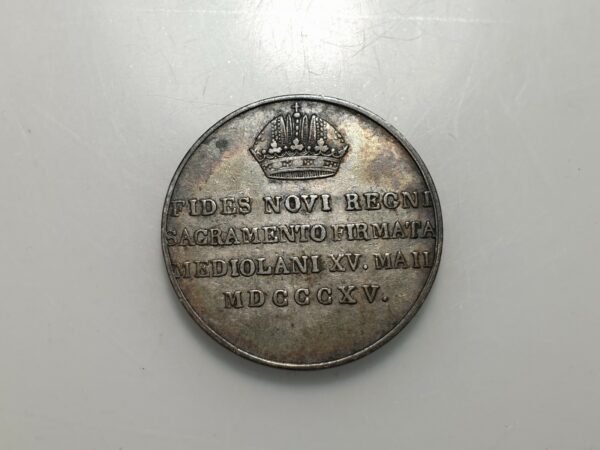 FIDES NOVI REGNI
SACRAMENTO FIRMATA
MEDIOLANI XV. MAII
MDCCCXV.